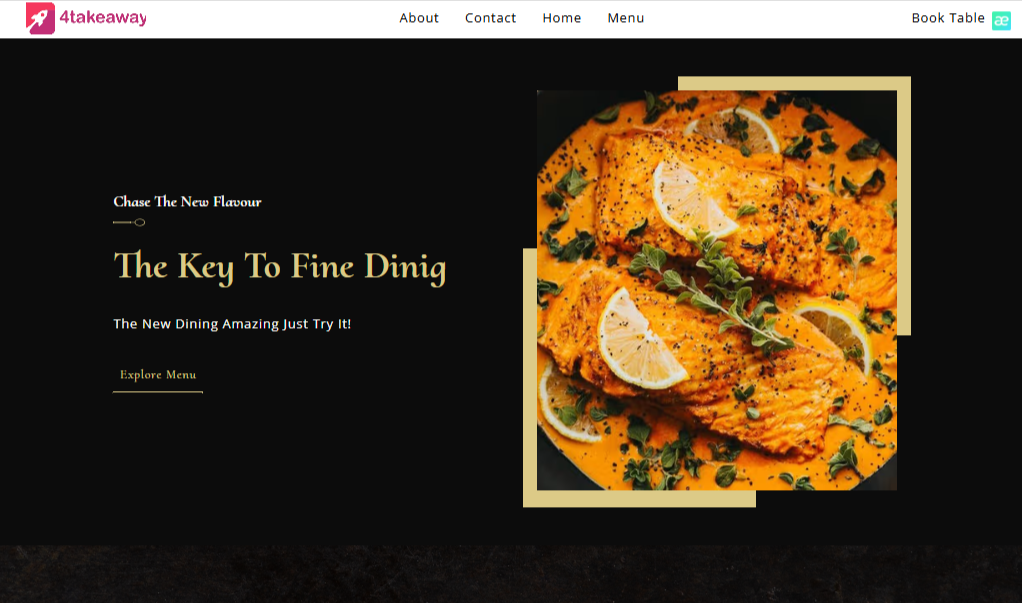 4takeaway
About Contact Home Menu
Book Table æ
Chase The New Flavour
The Key To Fine Dinig
The New Dining Amazing Just Try It!
Explore Menu